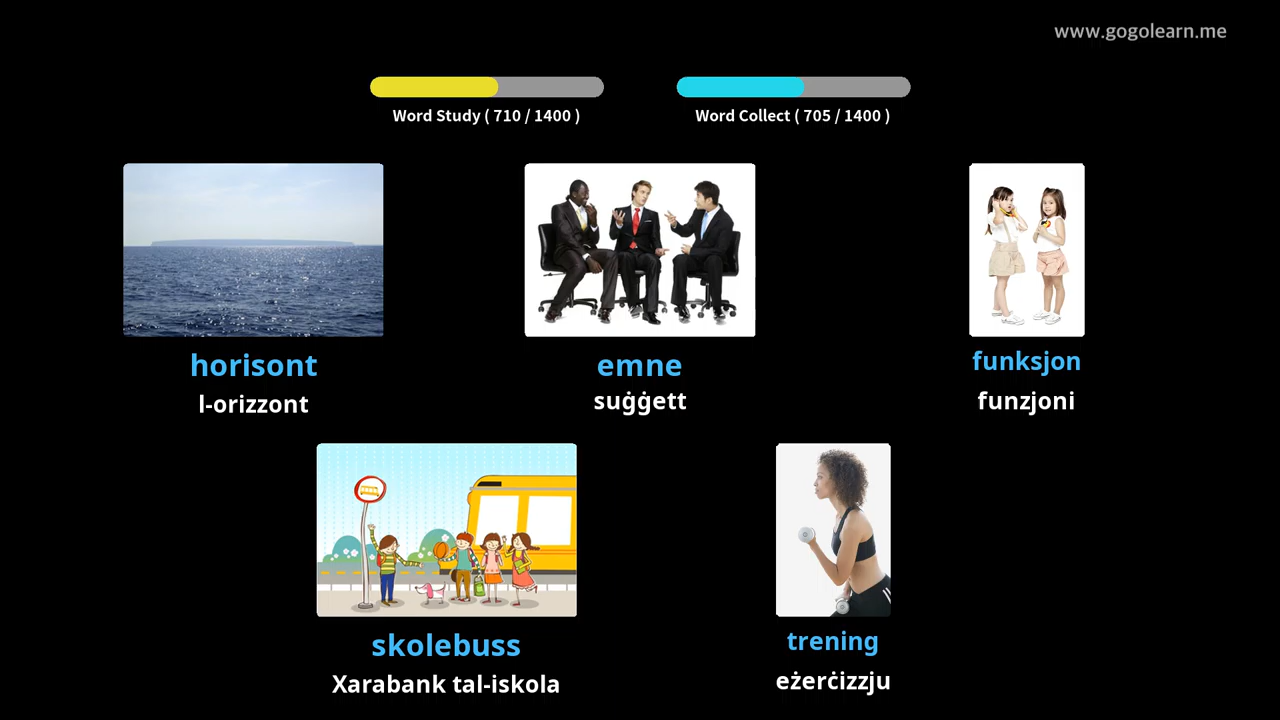 www.gogolearn.me
Word Study ( 710 / 1400 )
Word Collect ( 705 / 1400 )
horisont
l-orizzont
emne
suġġett
funksjon
funzjoni
skolebuss
Xarabank tal-iskola
trening
eżerċizzju